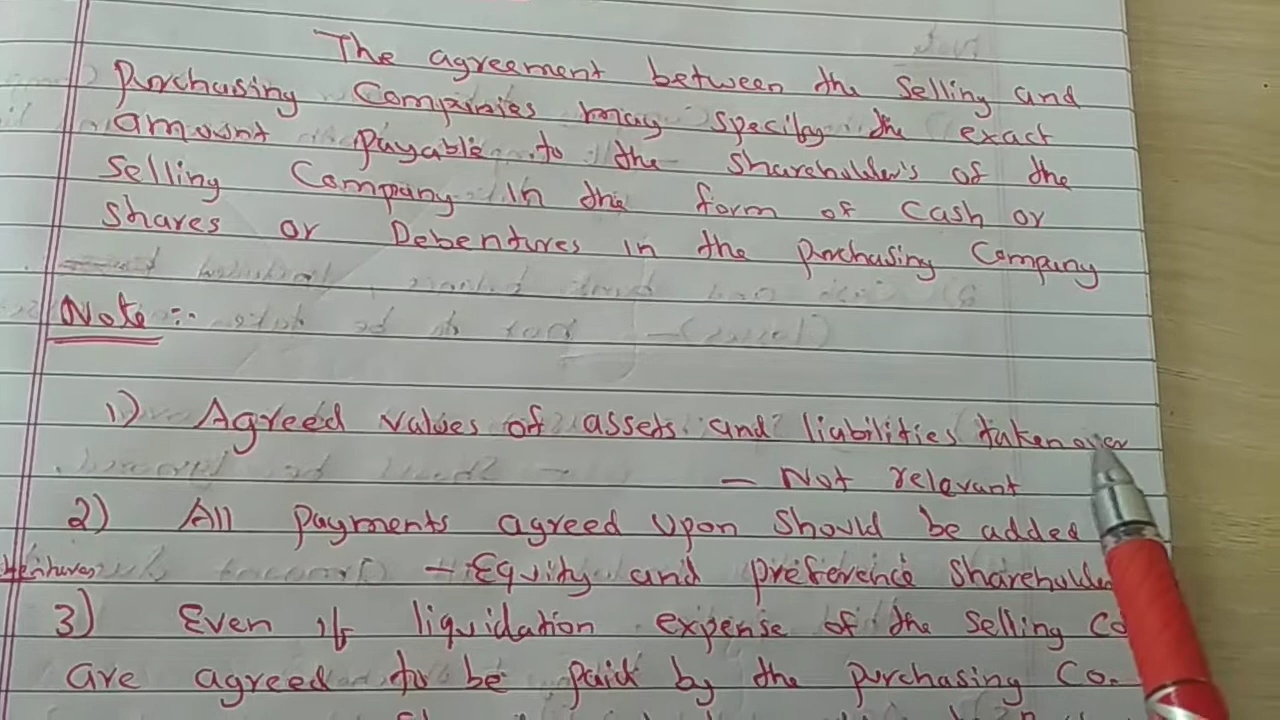 The agreement between the selling and
Purchasing Companies may specify the exact
amount payable to the shareholder's of the
selling Company in the form of Cash or
shares or Debentures in the purchasing Company
Note :-
1) Agreed values of assets and liabilities taken over
- Not relevant
2) All payments agreed upon should be added
- Equity and preference shareholder
3) Even if liquidation expense of the selling Co
are agreed to be paid by the purchasing Co.